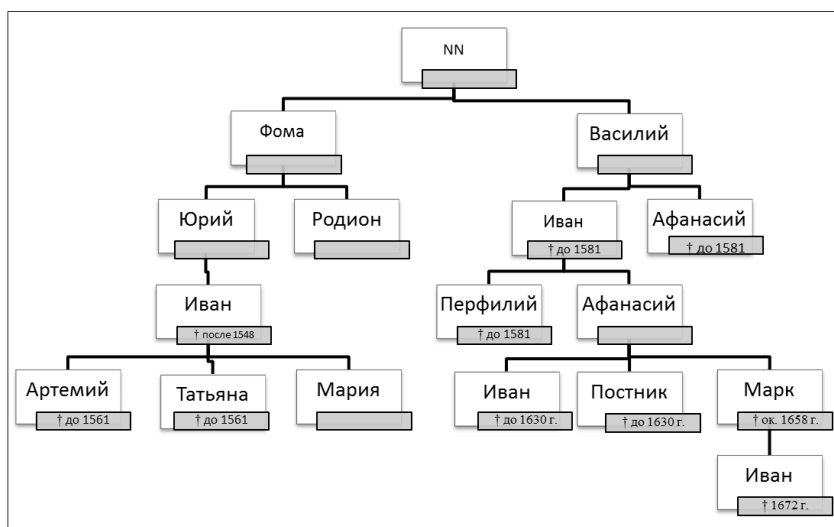 NN
Фома
Василий
Юрий
Родион
Иван
† до 1581
Афанасий
† до 1581
Иван
† после 1548
Перфилий
† до 1581
Афанасий
Артемий
† до 1561
Татьяна
† до 1561
Мария
Иван
† до 1630 г.
Постник
† до 1630 г.
Марк
† ок. 1658 г.
Иван
† 1672 г.